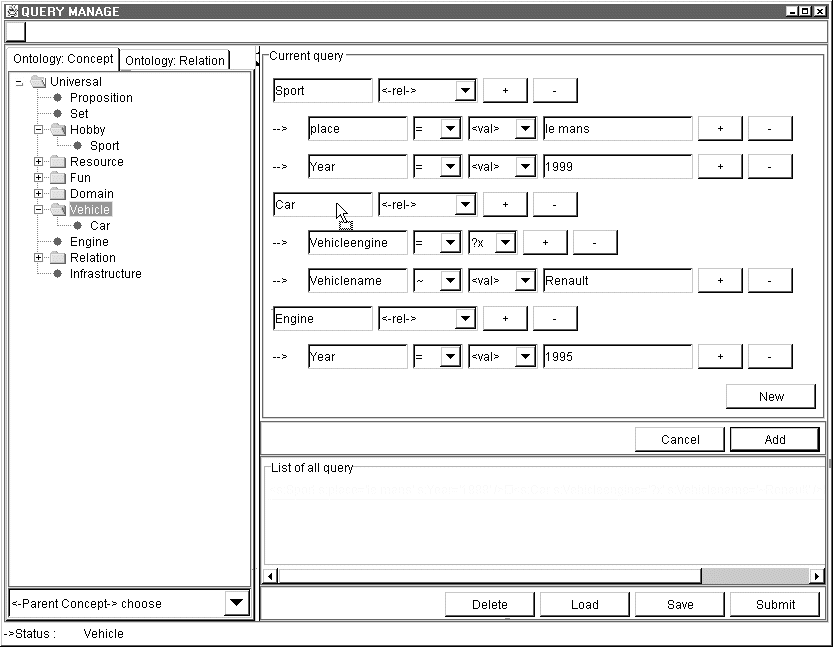 QUERY MANAGE
Ontology: Concept
Ontology: Relation
Universal
Proposition
Set
Hobby
Sport
Resource
Fun
Domain
Vehicle
Car
Engine
Relation
Infrastructure
<-Parent Concept-> choose
Current query
Sport <-rel-> + -
--> place = <val> le mans + -
--> Year = <val> 1999 + -
Car <-rel-> + -
--> Vehicleengine = ?x + -
--> Vehiclename ~ <val> Renault + -
Engine <-rel-> + -
--> Year = <val> 1995 + -
New
Cancel Add
List of all query
Delete Load Save Submit
->Status : Vehicle